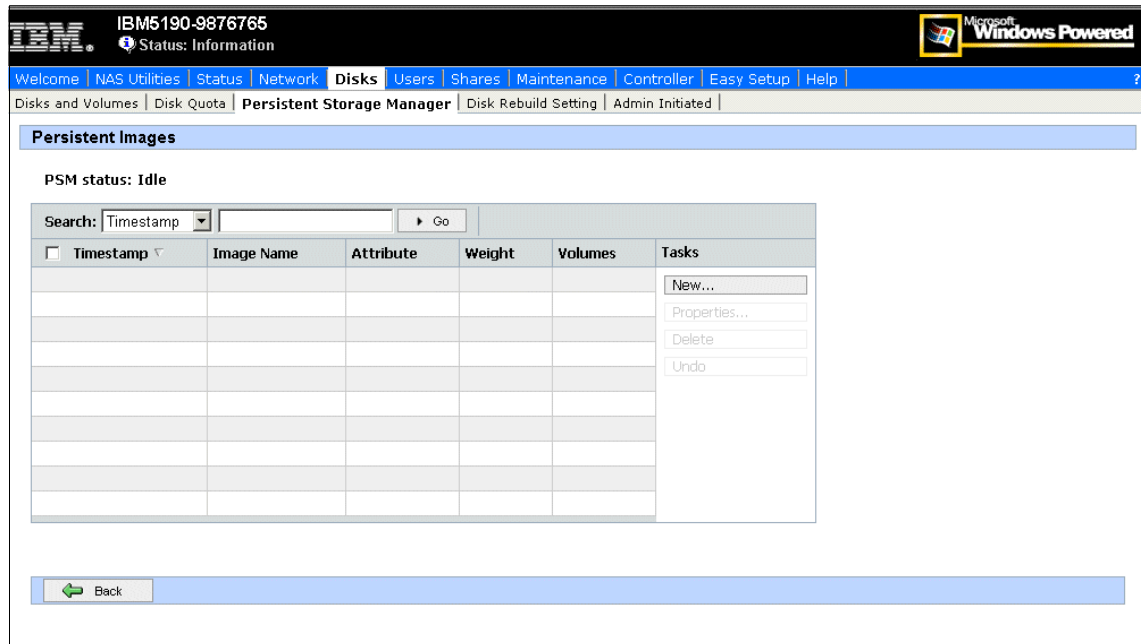 IBM. IBM5190-9876765 Microsoft
Status: Information Windows Powered
Welcome | NAS Utilities | Status | Network | Disks | Users | Shares | Maintenance | Controller | Easy Setup | Help | ?
Disks and Volumes | Disk Quota | Persistent Storage Manager | Disk Rebuild Setting | Admin Initiated |
Persistent Images
PSM status: Idle
Search: Timestamp Go
Timestamp Image Name Attribute Weight Volumes Tasks
New...
Properties...
Delete
Undo
Back